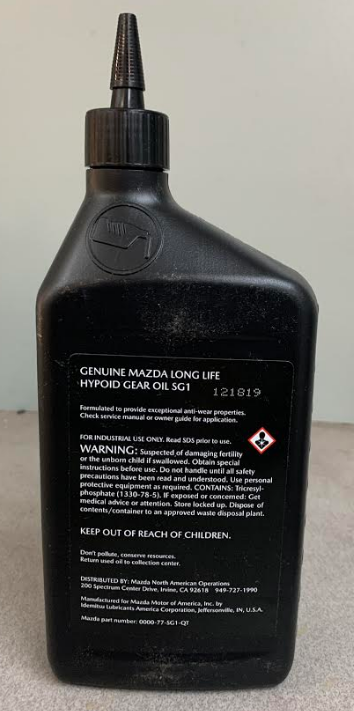 GENUINE MAZDA LONG LIFE
HYPOID GEAR OIL SG1
121819
Formulated to provide exceptional anti-wear properties.
Check service manual or owner guide for application.
FOR INDUSTRIAL USE ONLY. Read SDS prior to use.
WARNING: Suspected of damaging fertility
or the unborn child if swallowed. Obtain special
instructions before use. Do not handle until all safety
precautions have been read and understood. Use personal
protective equipment as required. CONTAINS: Tricresyl-
phosphate (1330-78-5). IF exposed or concerned: Get
medical advice or attention. Store locked up. Dispose of
contents/container to an approved waste disposal plant.
KEEP OUT OF REACH OF CHILDREN.
Don't pollute, conserve resources.
Return used oil to collection center.
DISTRIBUTED BY: Mazda North American Operations
200 Spectrum Center Drive, Irvine, CA 92618 949-727-1990
Manufactured for Mazda Motor of America, Inc. by
Idemitsu Lubricants America Corporation, Jeffersonville, IN, U.S.A.
Mazda part number: 0000-77-SG1-QT